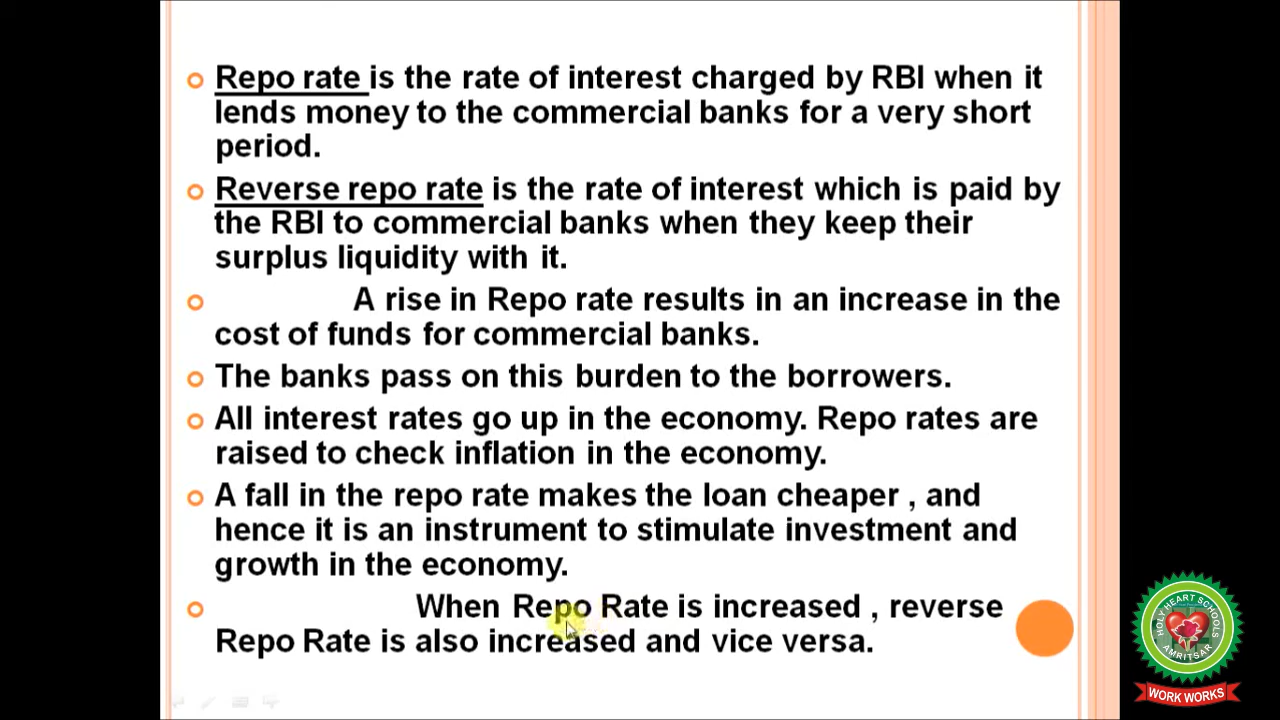 Repo rate is the rate of interest charged by RBI when it
lends money to the commercial banks for a very short
period.
Reverse repo rate is the rate of interest which is paid by
the RBI to commercial banks when they keep their
surplus liquidity with it.
A rise in Repo rate results in an increase in the
cost of funds for commercial banks.
The banks pass on this burden to the borrowers.
All interest rates go up in the economy. Repo rates are
raised to check inflation in the economy.
A fall in the repo rate makes the loan cheaper , and
hence it is an instrument to stimulate investment and
growth in the economy.
When Repo Rate is increased , reverse
Repo Rate is also increased and vice versa.
HOLY HEART SCHOOLS
AMRITSAR
WORK WORKS